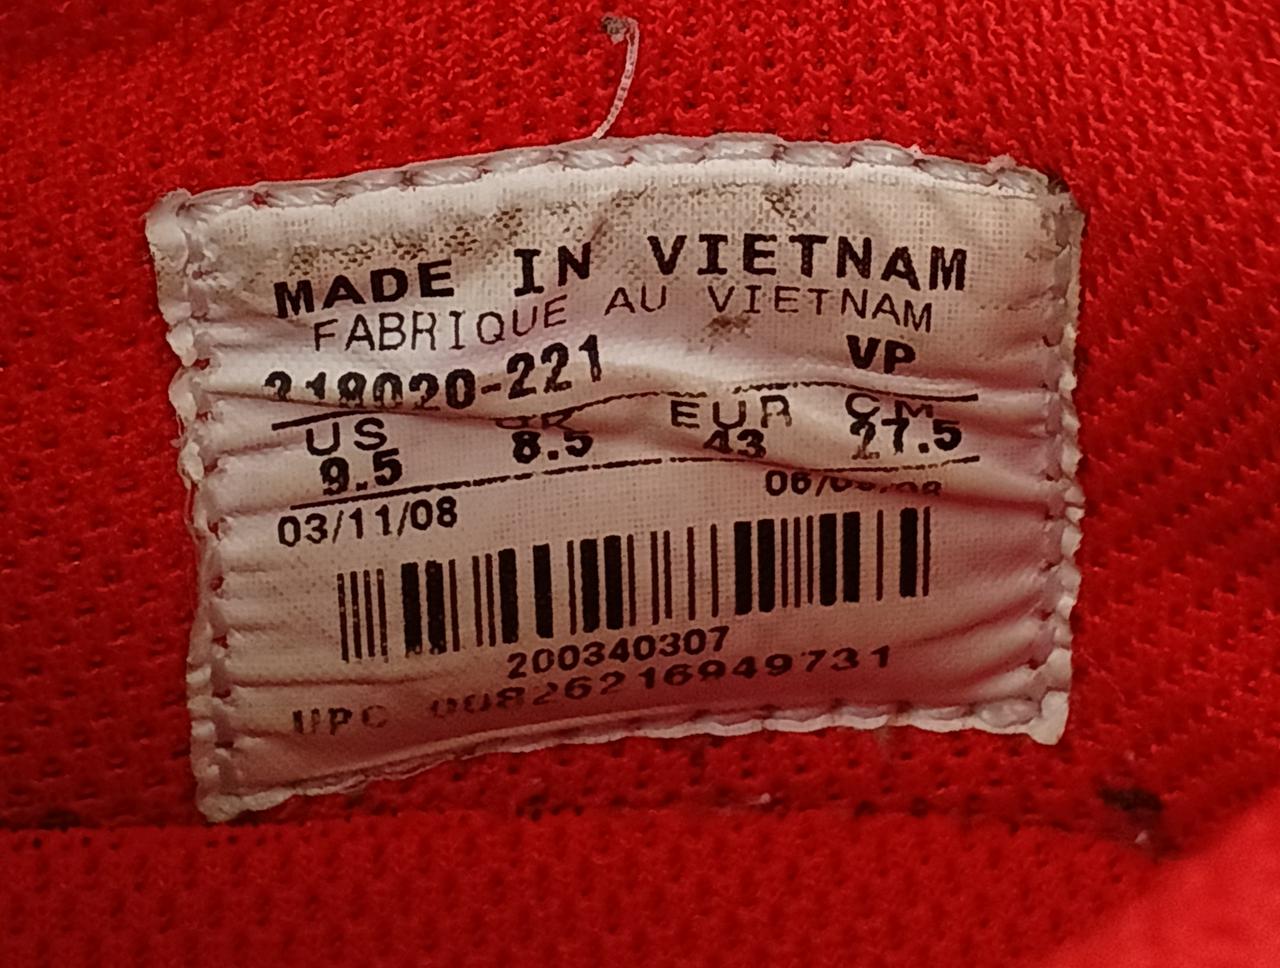 MADE IN VIETNAM
FABRIQUE AU VIETNAM
318020-221 VP
US UK EUR CM
9.5 8.5 43 27.5
03/11/08
200340307
UPC 00826216949731